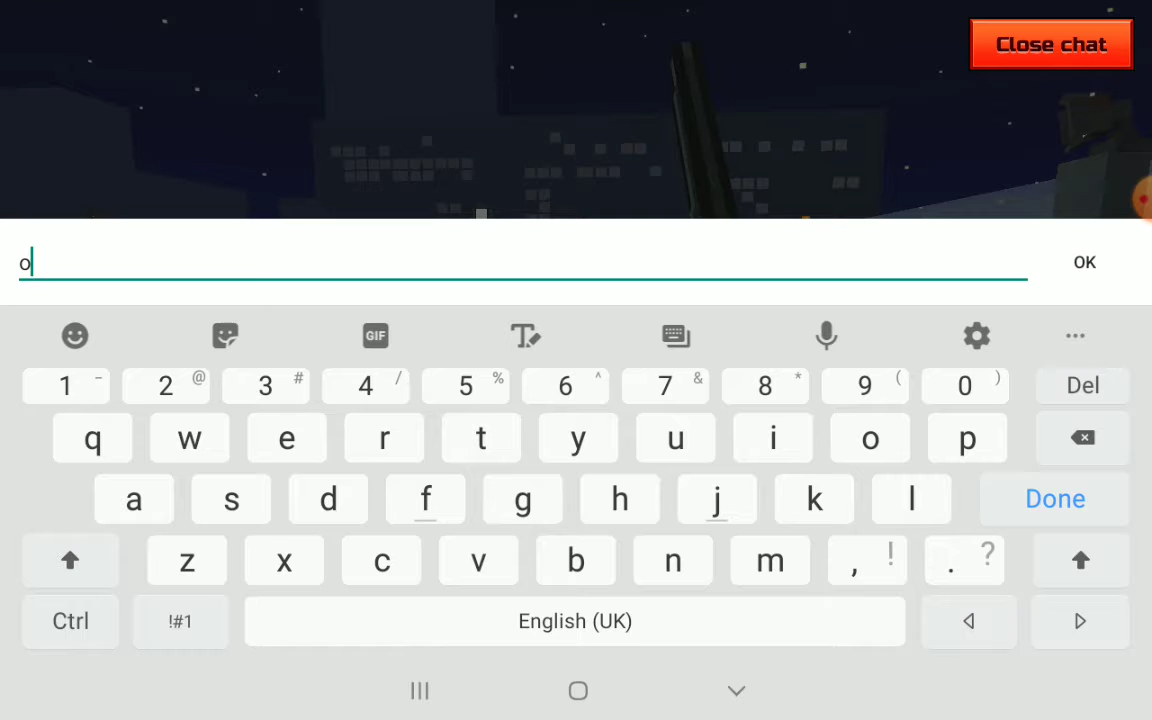 Close chat
o
OK
GIF
1 - 2 @ 3 # 4 / 5 % 6 ^ 7 & 8 * 9 ( 0 ) Del
q w e r t y u i o p
a s d f g h j k l Done
z x c v b n m , ! . ?
Ctrl !#1 English (UK)